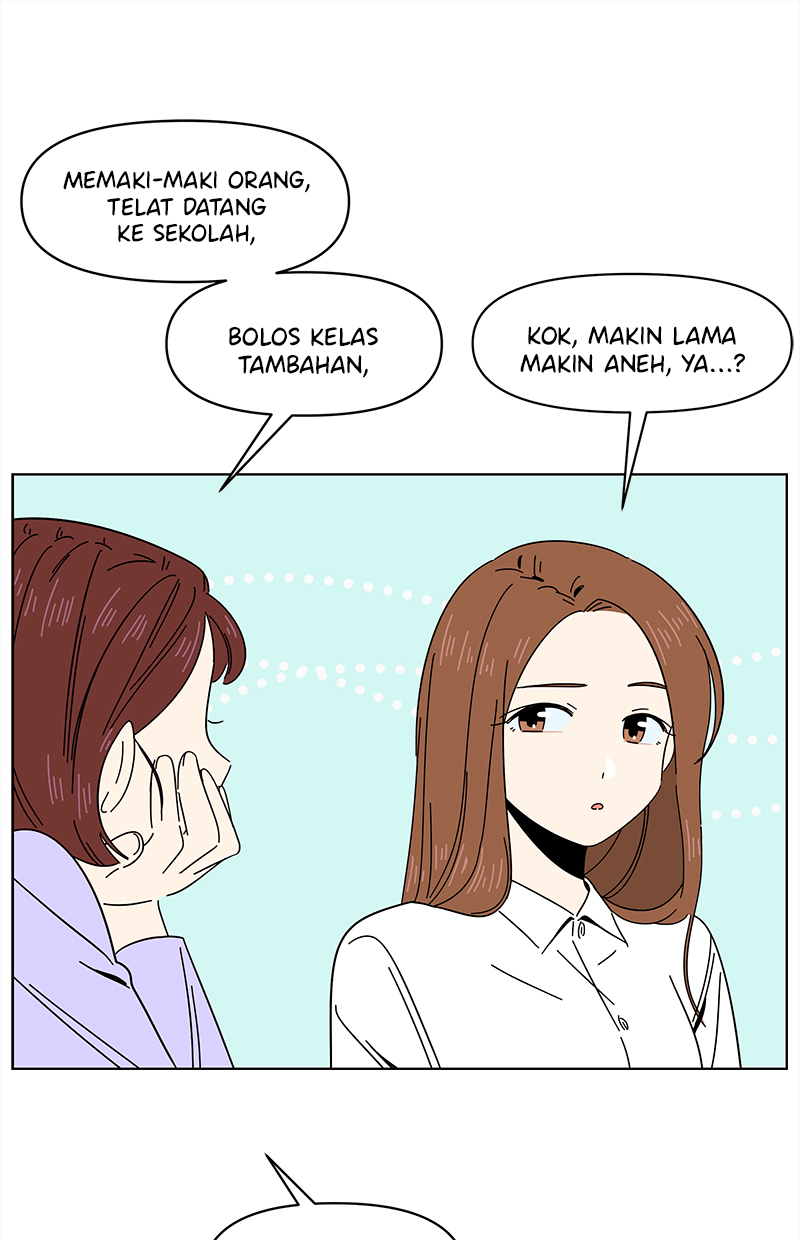 MEMAKI-MAKI ORANG,
TELAT DATANG
KE SEKOLAH,
BOLOS KELAS
TAMBAHAN,
KOK, MAKIN LAMA
MAKIN ANEH, YA...?